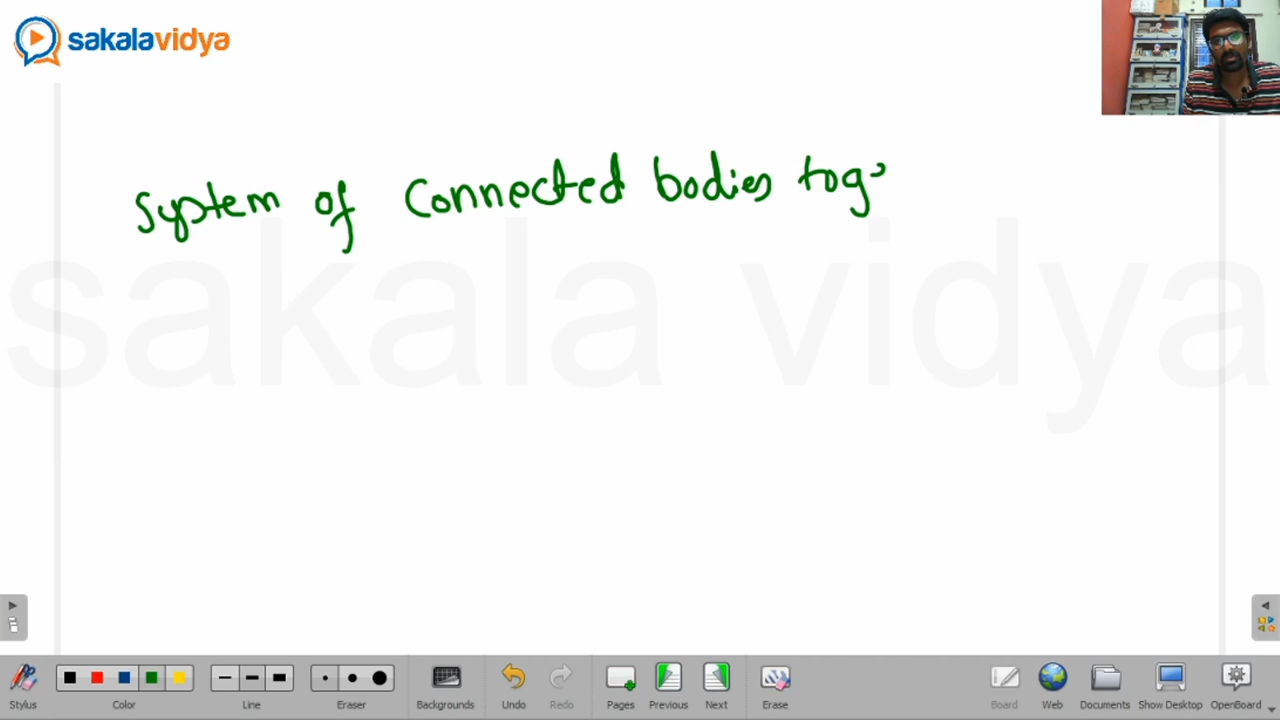 sakalavidya
System of Connected bodies tog
sakala vidya
Stylus Color Line Eraser Backgrounds Undo Redo Pages Previous Next Erase Board Web Documents Show Desktop OpenBoard